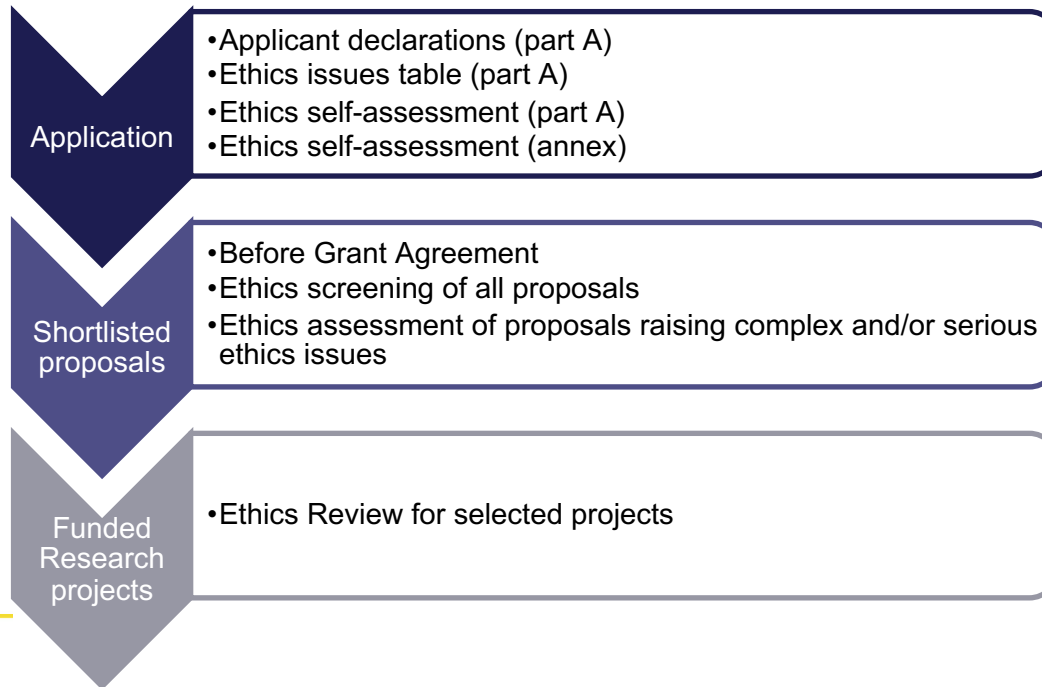 Application
•Applicant declarations (part A)
•Ethics issues table (part A)
•Ethics self-assessment (part A)
•Ethics self-assessment (annex)
Shortlisted
proposals
•Before Grant Agreement
•Ethics screening of all proposals
•Ethics assessment of proposals raising complex and/or serious
ethics issues
Funded
Research
projects
•Ethics Review for selected projects